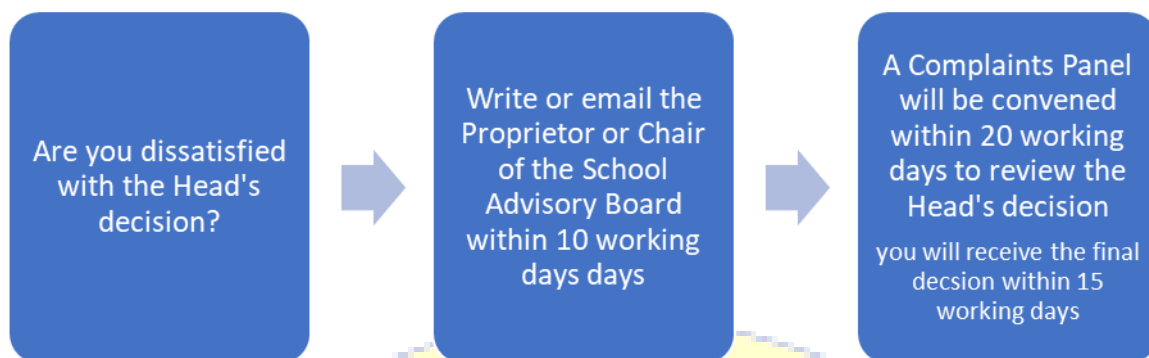 Are you dissatisfied
with the Head's
decision?
Write or email the
Proprietor or Chair
of the School
Advisory Board
within 10 working
days days
A Complaints Panel
will be convened
within 20 working
days to review the
Head's decision
you will receive the final
decsion within 15
working days